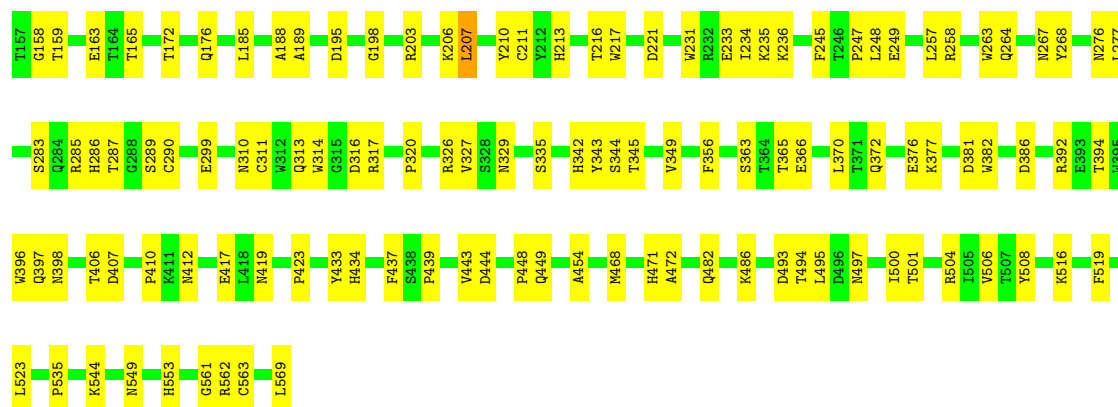 T157 G158 T159 E163 T164 T165 T172 Q176 L185 A188 A189 D195 G198 R203 K206 L207 Y210 C211 Y212 H213 T216 W217 D221 W231 R232 E233 I234 K235 K236 F245 T246 P247 L248 E249 L257 R258 W263 Q264 N267 Y268 N276 L277
S283 Q284 R285 H286 T287 G288 S289 C290 E299 N310 C311 W312 Q313 W314 G315 D316 R317 P320 R326 V327 S328 N329 S335 H342 Y343 S344 T345 V349 F356 S363 T364 T365 E366 L370 T371 Q372 E376 K377 D381 W382 D386 R392 E393 T394 W395
W396 Q397 N398 T406 D407 P410 K411 N412 E417 L418 N419 P423 Y433 H434 F437 S438 P439 V443 D444 P448 Q449 A454 M468 H471 A472 Q482 K486 D493 T494 L495 D496 N497 I500 T501 R504 I505 V506 T507 Y508 K516 F519
L523 P535 K544 N549 H553 G561 R562 C563 L569